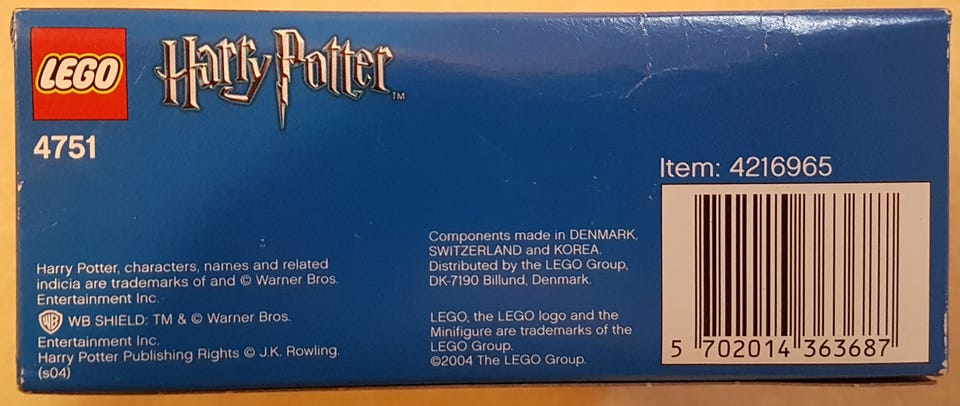 LEGO
Harry Potter™
4751
Harry Potter, characters, names and related
indicia are trademarks of and © Warner Bros.
Entertainment Inc.
WB WB SHIELD: TM & © Warner Bros.
Entertainment Inc.
Harry Potter Publishing Rights © J.K. Rowling.
(s04)
Components made in DENMARK,
SWITZERLAND and KOREA.
Distributed by the LEGO Group,
DK-7190 Billund, Denmark.
LEGO, the LEGO logo and the
Minifigure are trademarks of the
LEGO Group.
©2004 The LEGO Group.
Item: 4216965
5 702014 363687